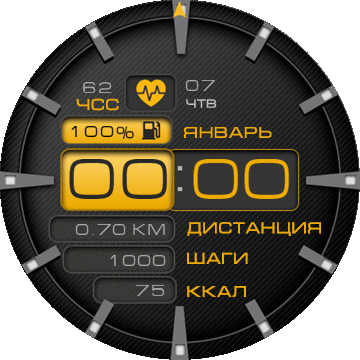 62 07
ЧСС ЧТВ
100% ЯНВАРЬ
00:00
0.70 KM ДИСТАНЦИЯ
1000 ШАГИ
75 ККАЛ